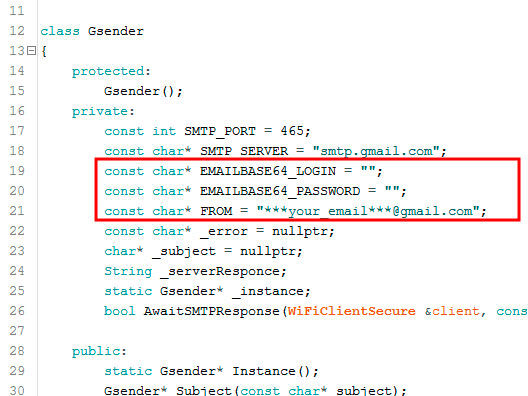 11
12 class Gsender
13 {
14 protected:
15 Gsender();
16 private:
17 const int SMTP_PORT = 465;
18 const char* SMTP_SERVER = "smtp.gmail.com";
19 const char* EMAILBASE64_LOGIN = "";
20 const char* EMAILBASE64_PASSWORD = "";
21 const char* FROM = "***your_email***@gmail.com";
22 const char* _error = nullptr;
23 char* _subject = nullptr;
24 String _serverResponce;
25 static Gsender* _instance;
26 bool AwaitSMTPResponse(WiFiClientSecure &client, cons
27
28 public:
29 static Gsender* Instance();
30 Gsender* Subject(const char* subject);